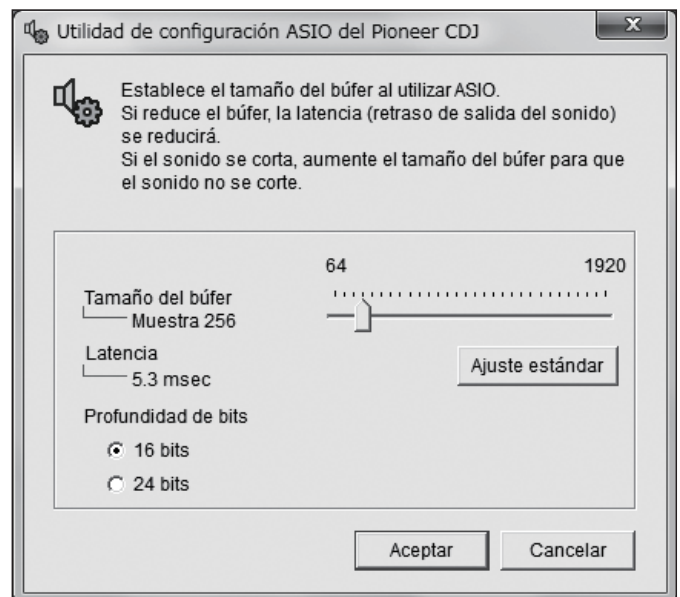 Utilidad de configuración ASIO del Pioneer CDJ
Establece el tamaño del búfer al utilizar ASIO.
Si reduce el búfer, la latencia (retraso de salida del sonido)
se reducirá.
Si el sonido se corta, aumente el tamaño del búfer para que
el sonido no se corte.
64 1920
Tamaño del búfer
Muestra 256
Latencia
5.3 msec
Ajuste estándar
Profundidad de bits
16 bits
24 bits
Aceptar Cancelar